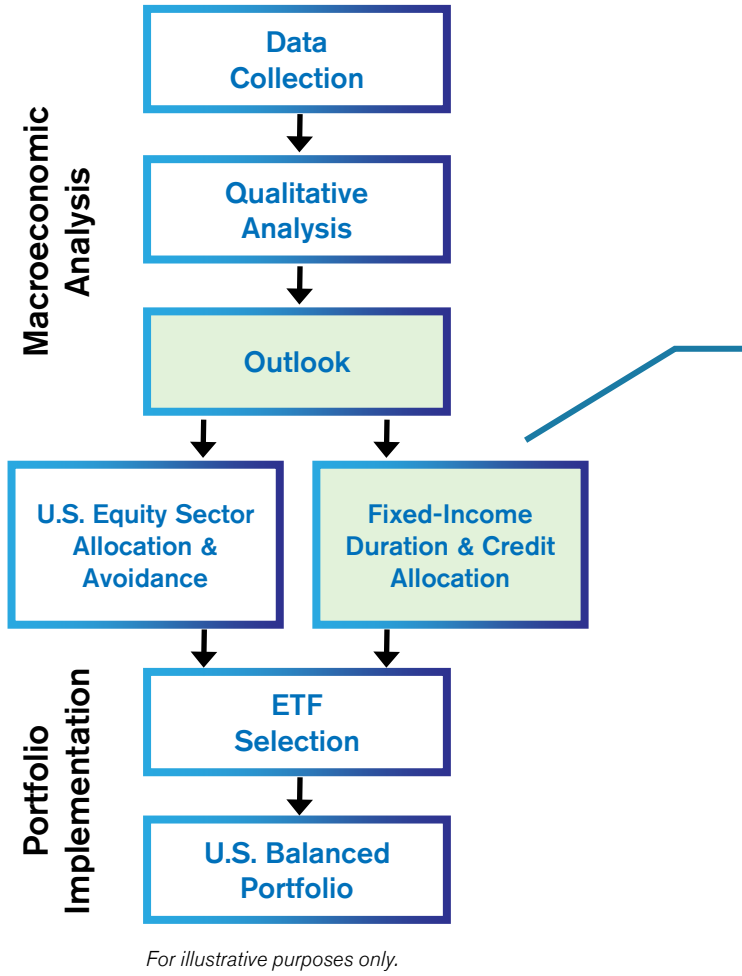 Macroeconomic
Analysis
Data
Collection
Qualitative
Analysis
Outlook
U.S. Equity Sector
Allocation &
Avoidance
Fixed-Income
Duration & Credit
Allocation
Portfolio
Implementation
ETF
Selection
U.S. Balanced
Portfolio
For illustrative purposes only.